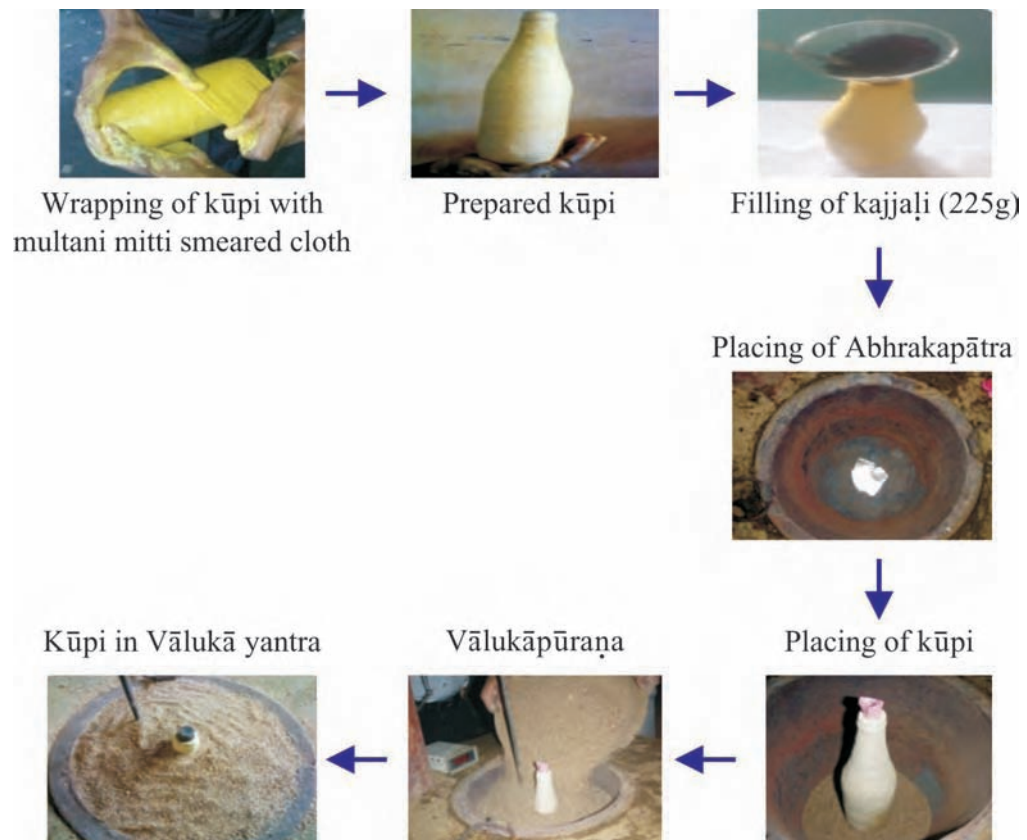 Wrapping of kūpi with
multani mitti smeared cloth
Prepared kūpi
Filling of kajjaḷi (225g)
Placing of Abhrakapātra
Placing of kūpi
Vālukāpūraṇa
Kūpi in Vālukā yantra